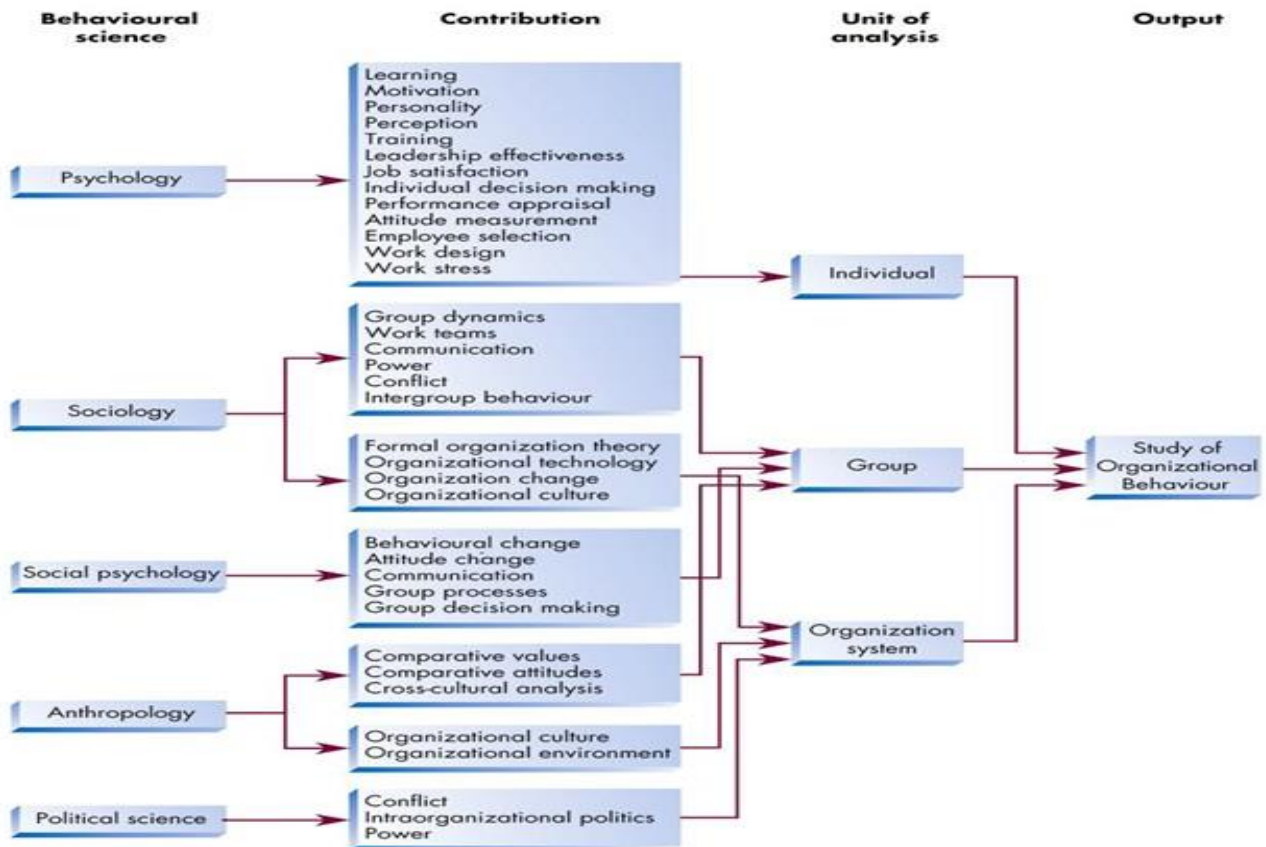 Behavioural
science
Contribution
Unit of
analysis
Output
Psychology
Learning
Motivation
Personality
Perception
Training
Leadership effectiveness
Job satisfaction
Individual decision making
Performance appraisal
Attitude measurement
Employee selection
Work design
Work stress
Individual
Sociology
Group dynamics
Work teams
Communication
Power
Conflict
Intergroup behaviour
Formal organization theory
Organizational technology
Organization change
Organizational culture
Group
Study of
Organizational
Behaviour
Social psychology
Behavioural change
Attitude change
Communication
Group processes
Group decision making
Organization
system
Anthropology
Comparative values
Comparative attitudes
Cross-cultural analysis
Organizational culture
Organizational environment
Political science
Conflict
Intraorganizational politics
Power